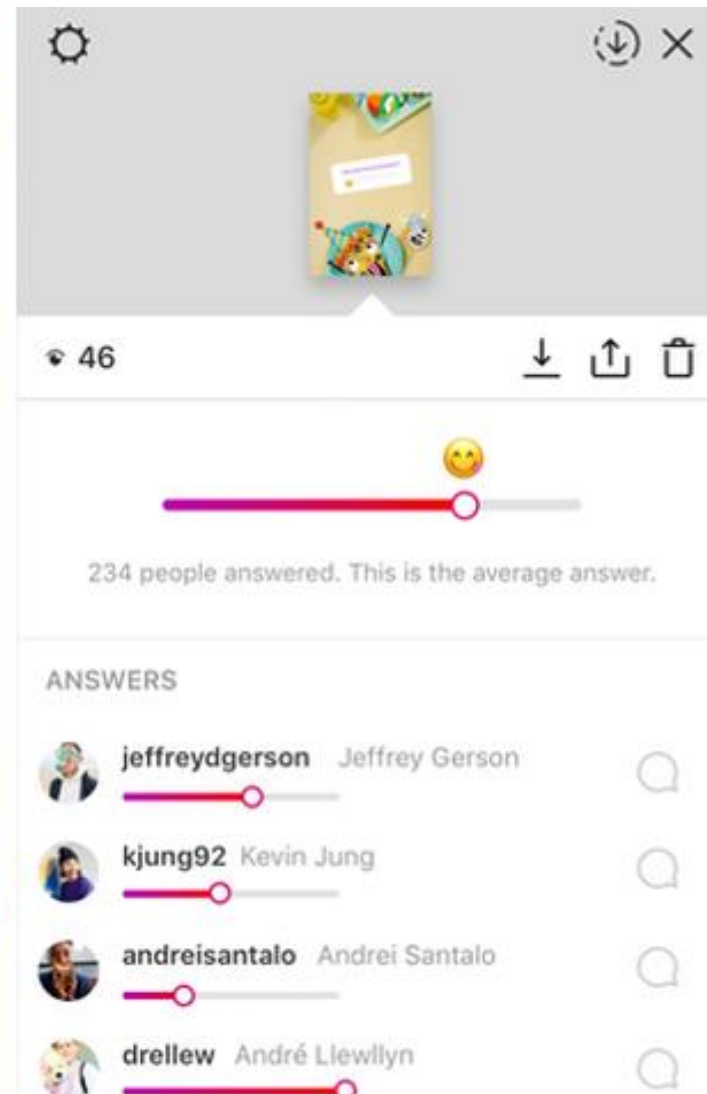 46
234 people answered. This is the average answer.
ANSWERS
jeffreydgerson Jeffrey Gerson
kjung92 Kevin Jung
andreisantalo Andrei Santalo
drellew André Llewllyn